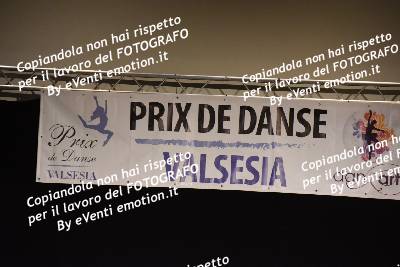 Copiandola non hai rispetto
per il lavoro del FOTOGRAFO
By eVenti emotion.it
Copiandola non hai rispetto
per il lavoro del FOTOGRAFO
By eVenti emotion.it
PRIX DE DANSE
VALSESIA
Prix
de Danse
VALSESIA
Copiandola non hai rispetto
per il lavoro del FOTOGRAFO
By eVenti emotion.it
Copiandola non
per il lavoro del
By eVenti
rispetto